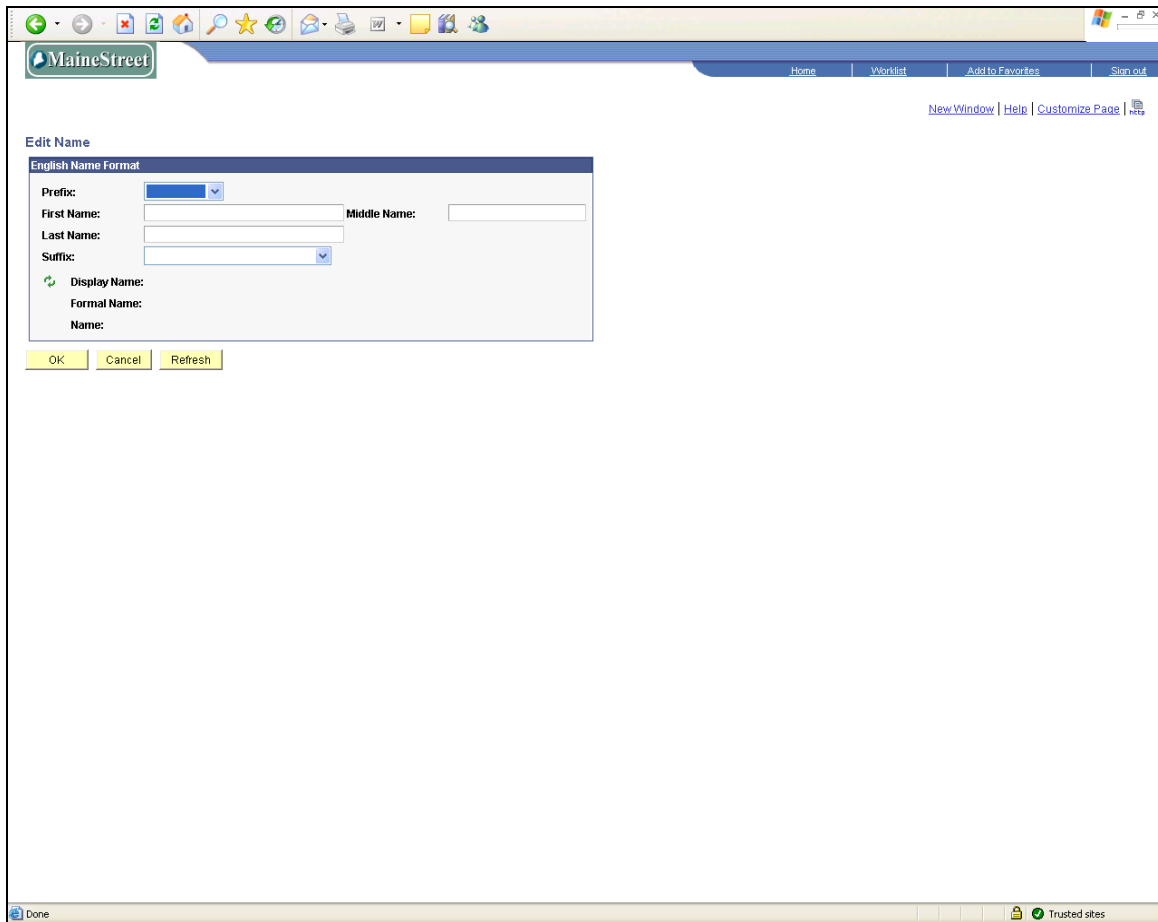 MaineStreet
Home Worklist Add to Favorites Sign out
New Window | Help | Customize Page | http
Edit Name
English Name Format
Prefix:
First Name: Middle Name:
Last Name:
Suffix:
Display Name:
Formal Name:
Name:
OK Cancel Refresh
Done Trusted sites